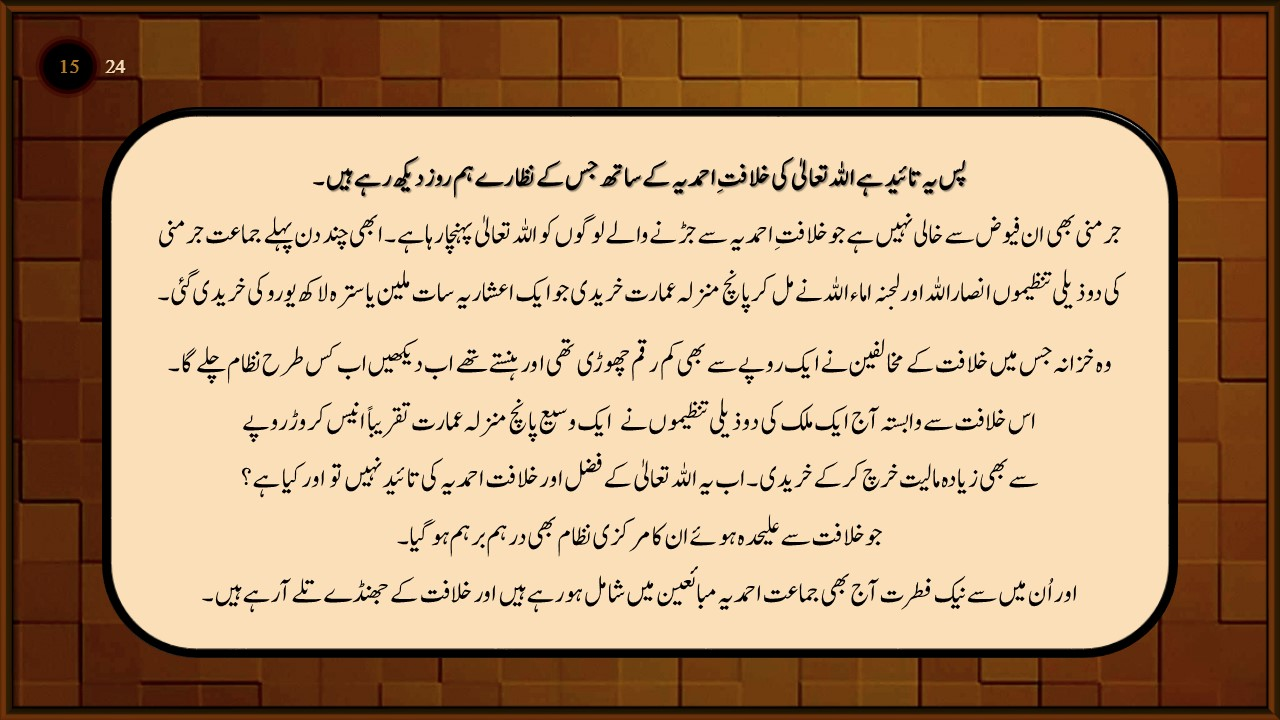 15 24
پس یہ تائید ہے اللہ تعالیٰ کی خلافتِ احمدیہ کے ساتھ جس کے نظارے ہم روز دیکھ رہے ہیں۔
جرمنی بھی ان فیوض سے خالی نہیں ہے جو خلافتِ احمدیہ سے جڑنے والے لوگوں کو اللہ تعالیٰ پہنچا رہا ہے۔ ابھی چند دن پہلے جماعت جرمنی
کی دو ذیلی تنظیموں انصار اللہ اور لجنہ اماء اللہ نے مل کر پانچ منزلہ عمارت خریدی جو ایک اعشاریہ سات ملین یا سترہ لاکھ یورو کی خریدی گئی۔
وہ خزانہ جس میں خلافت کے مخالفین نے ایک روپے سے بھی کم رقم چھوڑی تھی اور ہنستے تھے اب دیکھیں اب کس طرح نظام چلے گا۔
اس خلافت سے وابستہ آج ایک ملک کی دو ذیلی تنظیموں نے ایک وسیع پانچ منزلہ عمارت تقریباً انیس کروڑ روپے
سے بھی زیادہ مالیت خرچ کر کے خریدی۔ اب یہ اللہ تعالیٰ کے فضل اور خلافت احمدیہ کی تائید نہیں تو اور کیا ہے؟
جو خلافت سے علیحدہ ہوئے ان کا مرکزی نظام بھی درہم برہم ہو گیا۔
اور اُن میں سے نیک فطرت آج بھی جماعت احمدیہ مبائعین میں شامل ہو رہے ہیں اور خلافت کے جھنڈے تلے آ رہے ہیں۔